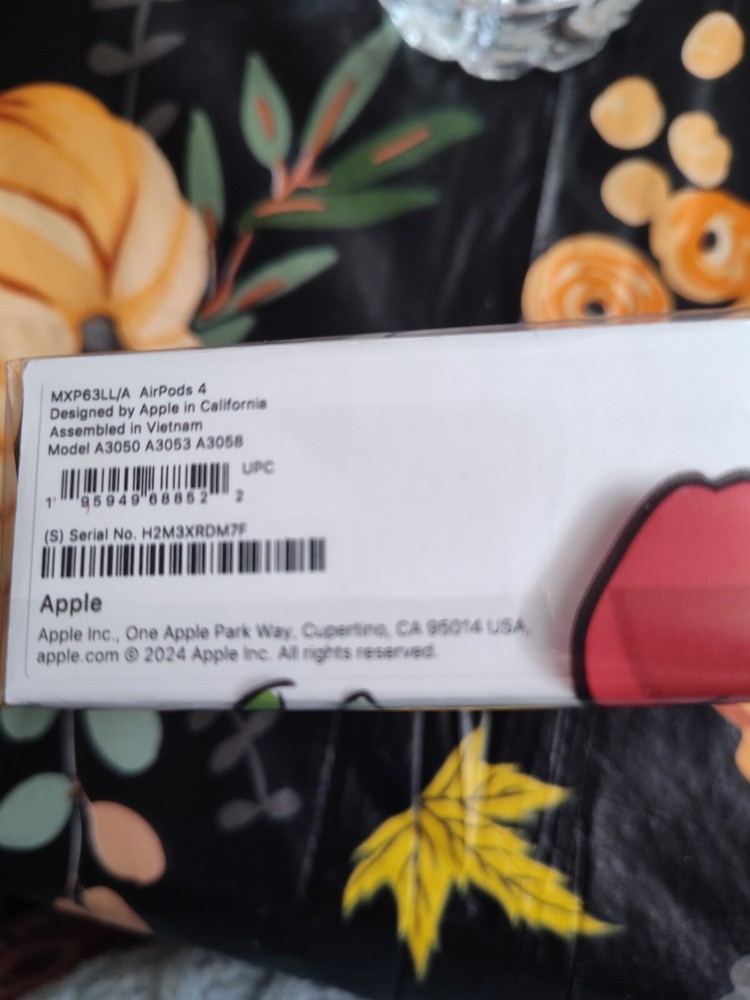 MXP63LL/A AirPods 4
Designed by Apple in California
Assembled in Vietnam
Model A3050 A3053 A3058
UPC
1 95949 68852 2
(S) Serial No. H2M3XRDM7F
Apple
Apple Inc., One Apple Park Way, Cupertino, CA 95014 USA,
apple.com © 2024 Apple Inc. All rights reserved.